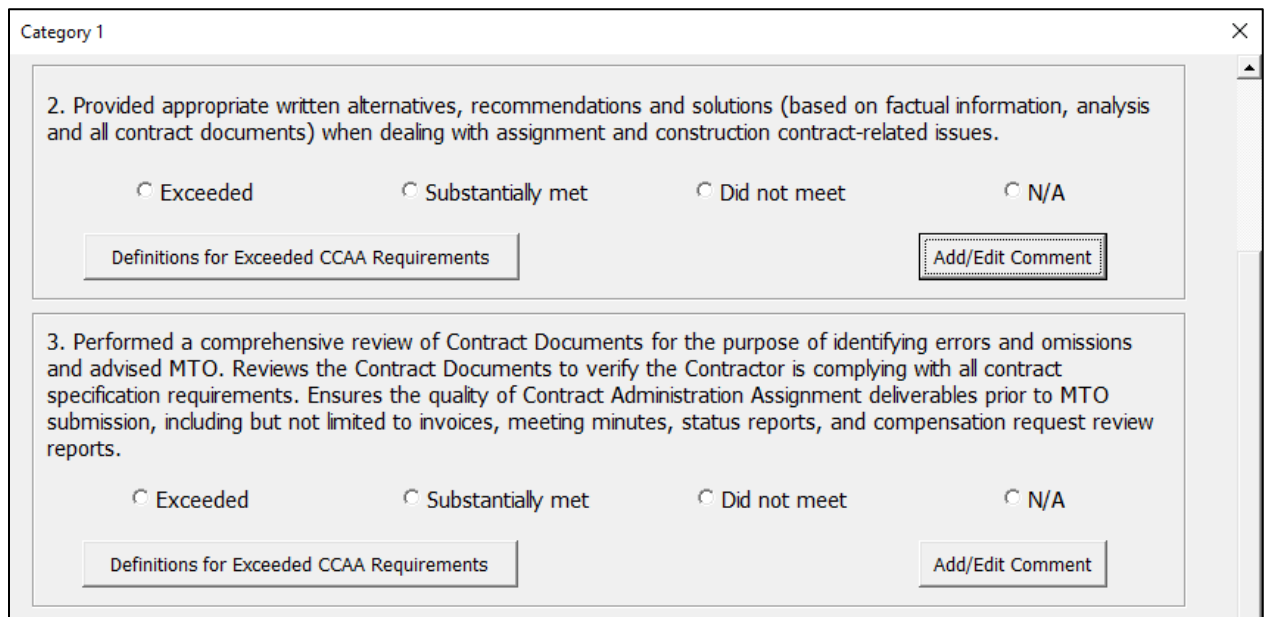 Category 1
2. Provided appropriate written alternatives, recommendations and solutions (based on factual information, analysis
and all contract documents) when dealing with assignment and construction contract-related issues.
Exceeded Substantially met Did not meet N/A
Definitions for Exceeded CCAA Requirements Add/Edit Comment
3. Performed a comprehensive review of Contract Documents for the purpose of identifying errors and omissions
and advised MTO. Reviews the Contract Documents to verify the Contractor is complying with all contract
specification requirements. Ensures the quality of Contract Administration Assignment deliverables prior to MTO
submission, including but not limited to invoices, meeting minutes, status reports, and compensation request review
reports.
Exceeded Substantially met Did not meet N/A
Definitions for Exceeded CCAA Requirements Add/Edit Comment